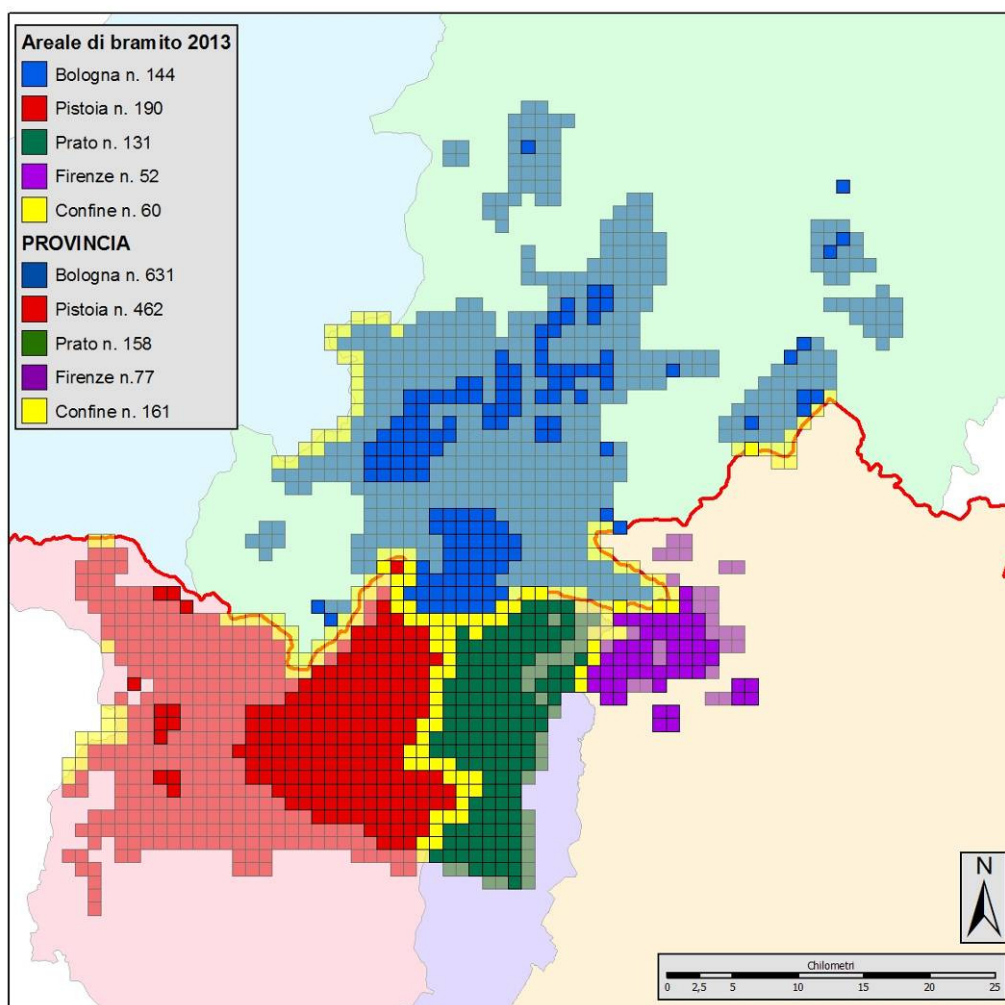 Areale di bramito 2013
Bologna n. 144
Pistoia n. 190
Prato n. 131
Firenze n. 52
Confine n. 60
PROVINCIA
Bologna n. 631
Pistoia n. 462
Prato n. 158
Firenze n.77
Confine n. 161
N
Chilometri
0 2,5 5 10 15 20 25